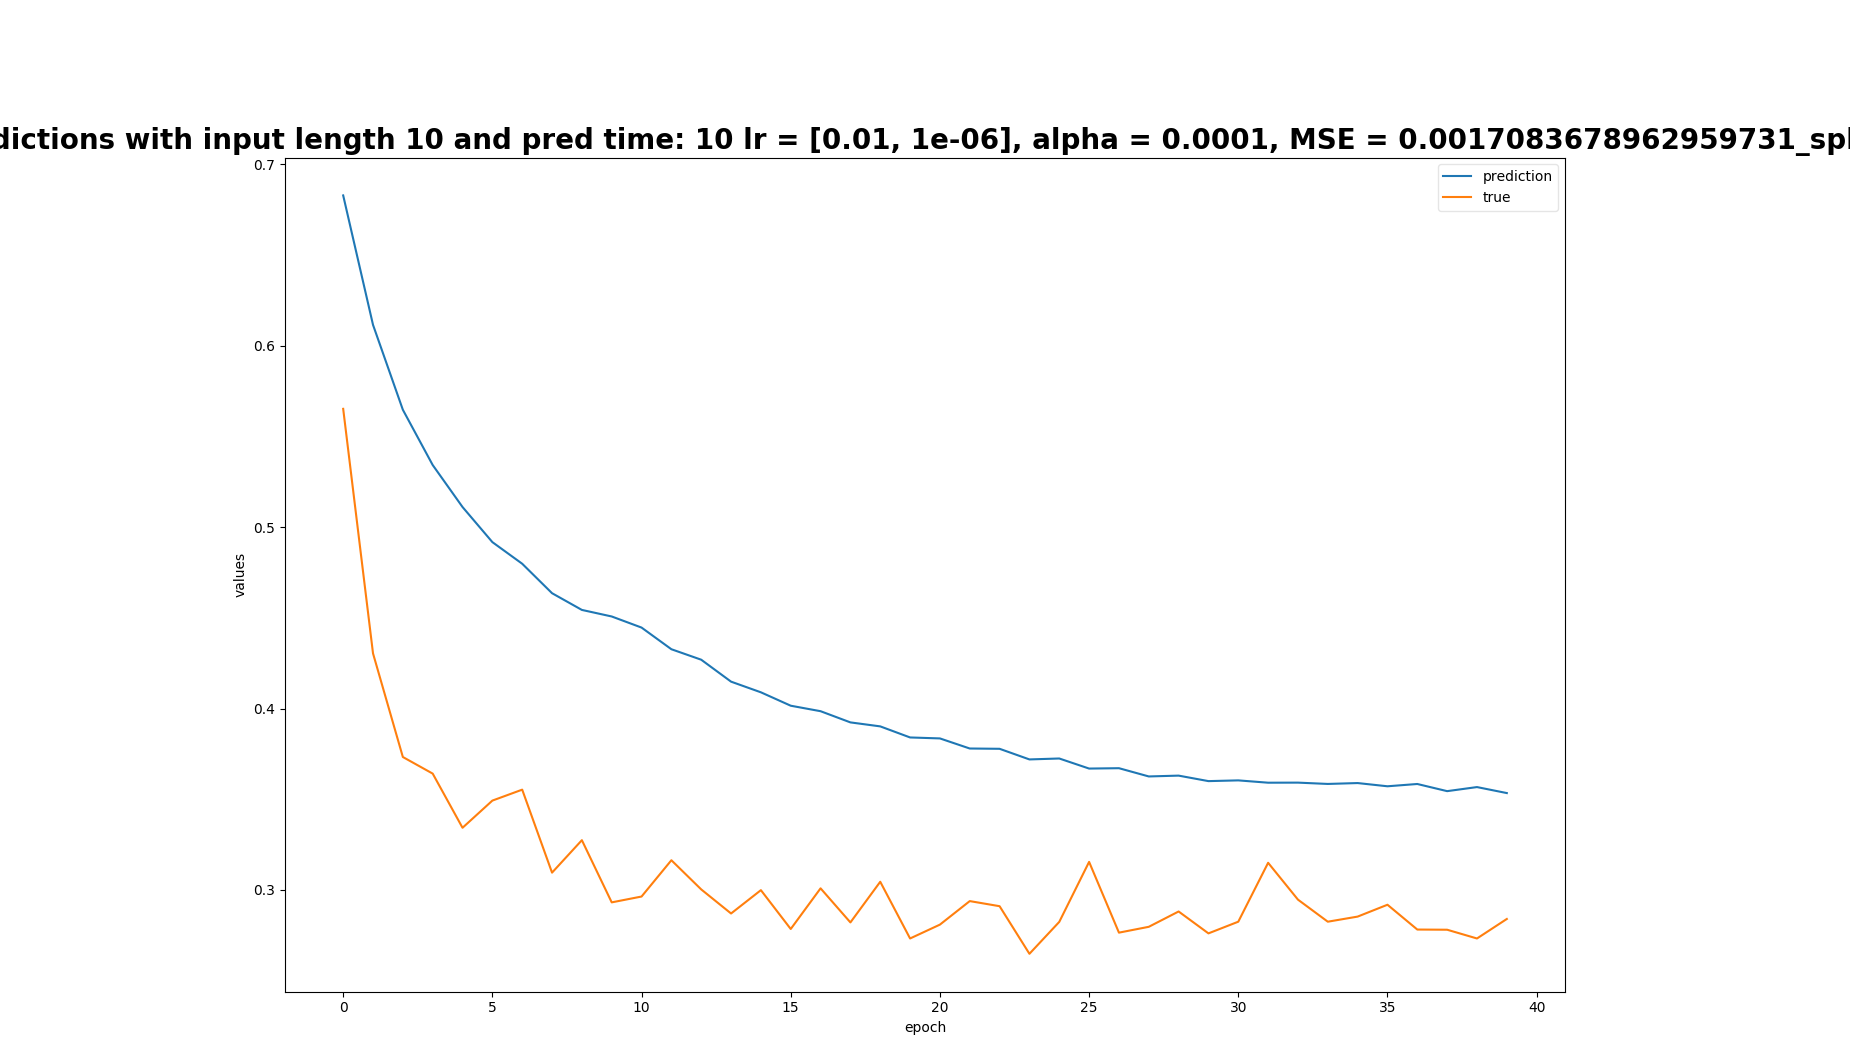 with input length 10 and pred time: 10 lr = [0.01, 1e-06], alpha = 0.0001, MSE = 0.0017083678962959731_spl
prediction
true
0.7
0.6
0.5
0.4
0.3
values
0 5 10 15 20 25 30 35 40
epoch